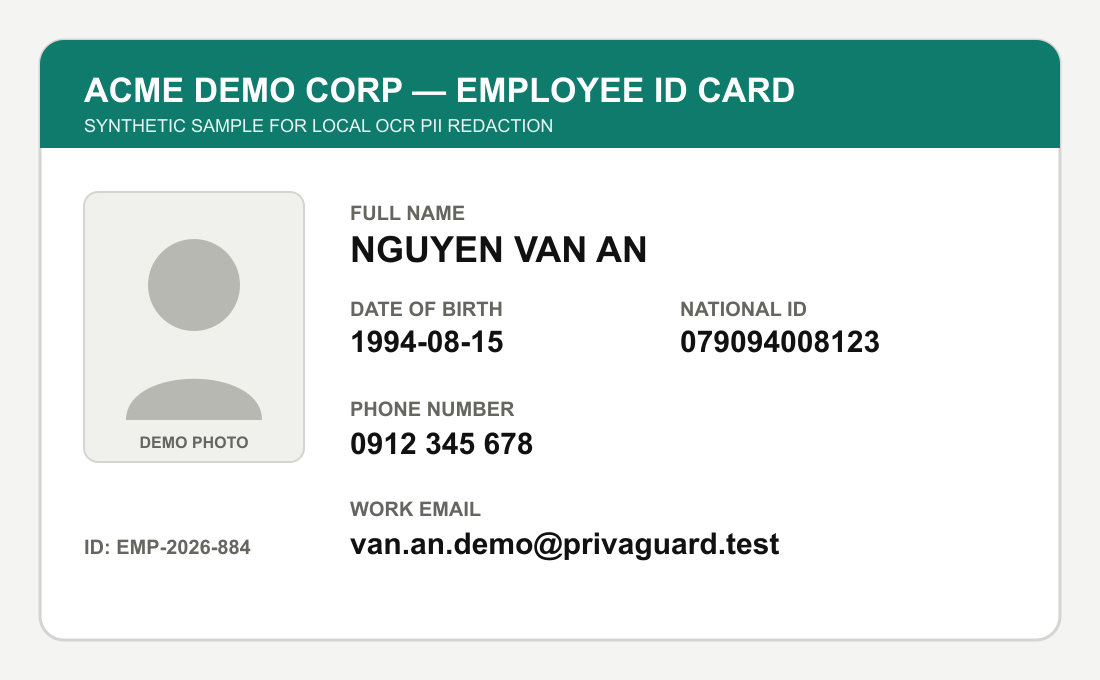 ACME DEMO CORP — EMPLOYEE ID CARD
SYNTHETIC SAMPLE FOR LOCAL OCR PII REDACTION
DEMO PHOTO
ID: EMP-2026-884
FULL NAME
NGUYEN VAN AN
DATE OF BIRTH
1994-08-15
NATIONAL ID
079094008123
PHONE NUMBER
0912 345 678
WORK EMAIL
van.an.demo@privaguard.test